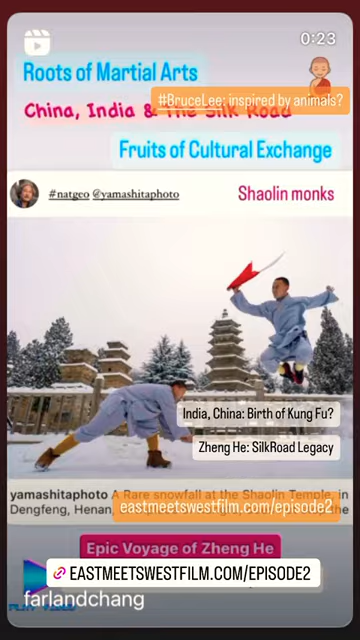 0:23
Roots of Martial Arts
#BruceLee: inspired by animals?
China, India & The Silk Road
Fruits of Cultural Exchange
#natgeo @yamashitaphoto
Shaolin monks
India, China: Birth of Kung Fu?
Zheng He: SilkRoad Legacy
yamashitaphoto A Rare snowfall at the Shaolin Temple, in
Dengfeng, Henan,
the
eastmeetswestfilm.com/episode2
Epic Voyage of Zheng He
EASTMEETSWESTFILM.COM/EPISODE2
farlandchang